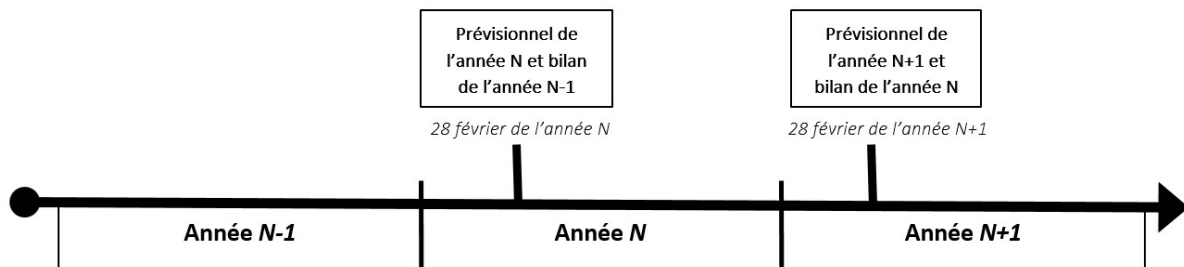 Prévisionnel de
l’année N et bilan
de l’année N-1
Prévisionnel de
l’année N+1 et
bilan de l’année N
28 février de l’année N
28 février de l’année N+1
Année N-1
Année N
Année N+1